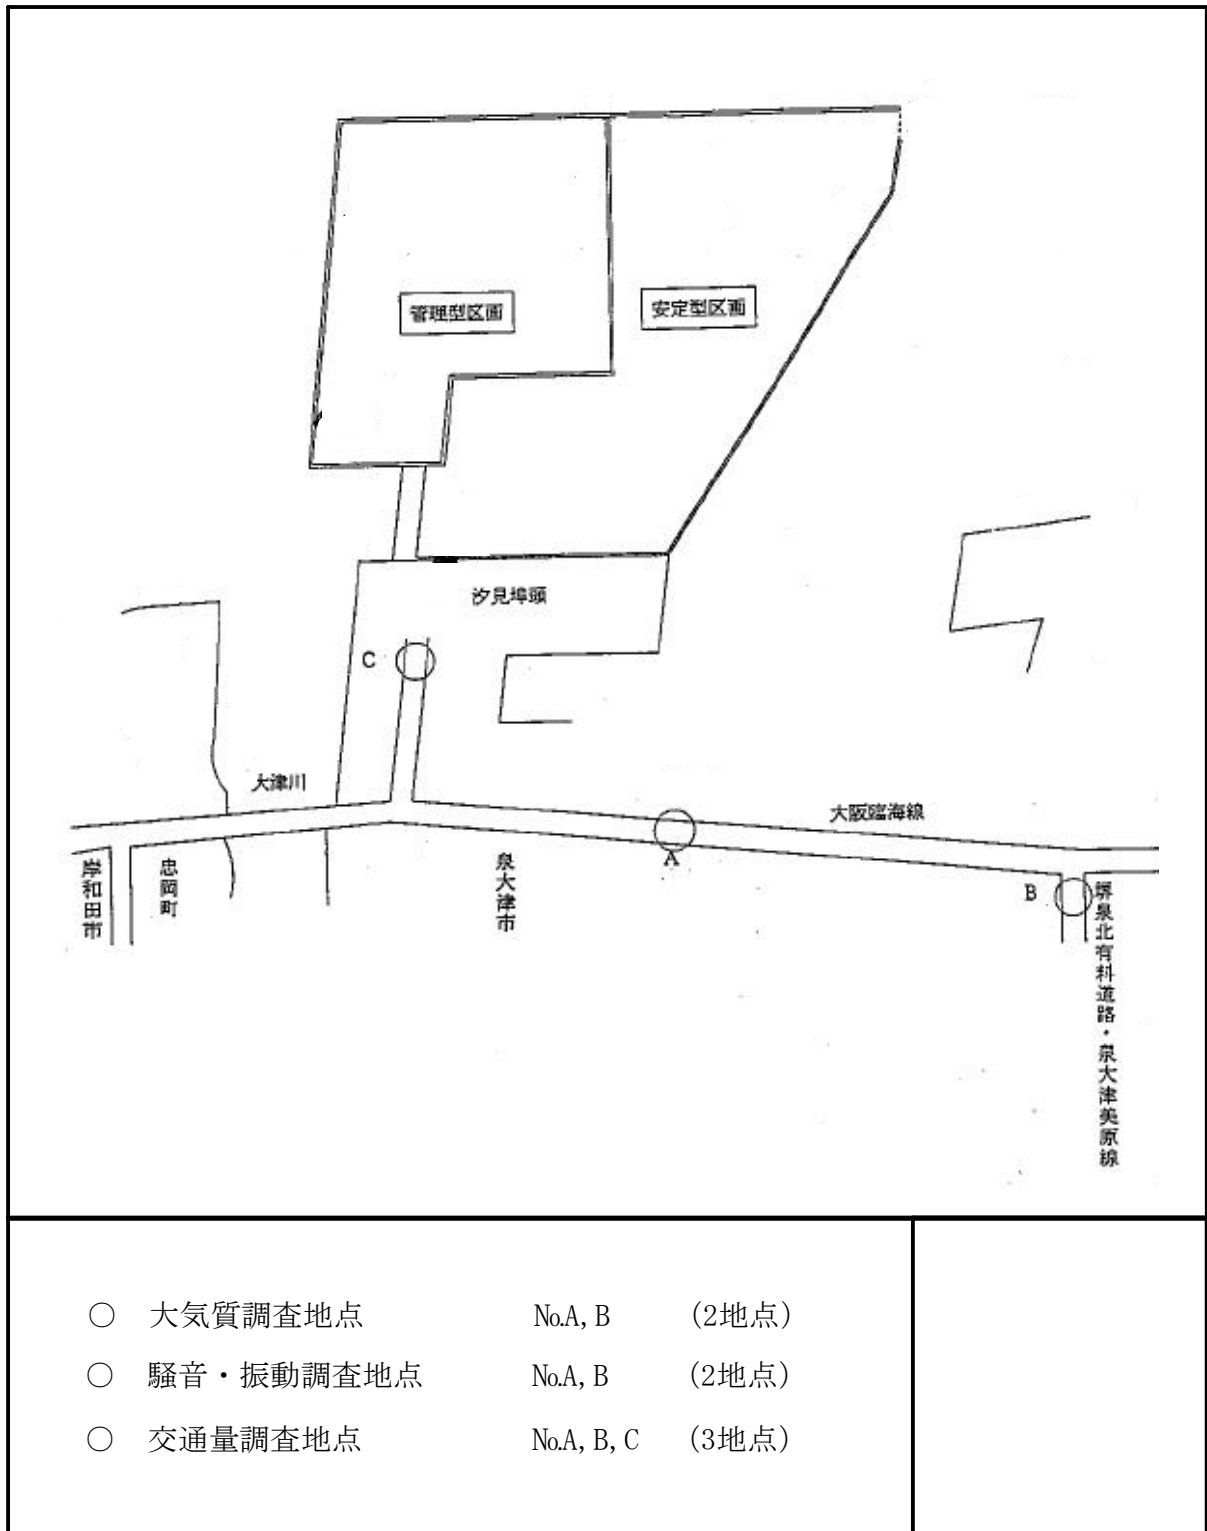 管理型区画
安定型区画
汐見埠頭
C
大津川
大阪臨海線
A
B
岸和田市
忠岡町
泉大津市
堺泉北有料道路・泉大津美原線
○ 大気質調査地点 №A, B (2地点)
○ 騒音・振動調査地点 №A, B (2地点)
○ 交通量調査地点 №A, B, C (3地点)